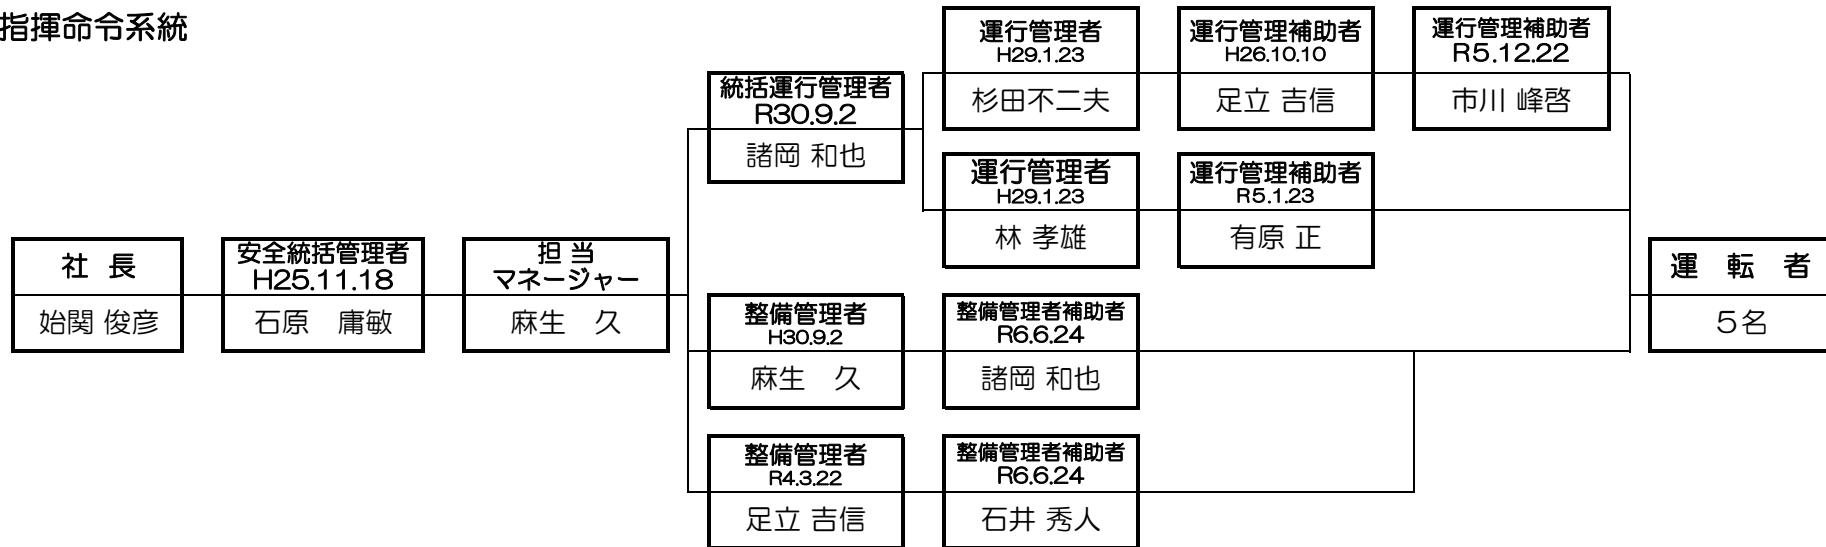 指揮命令系統
運行管理者
H29.1.23
杉田不二夫
運行管理補助者
H26.10.10
足立 吉信
運行管理補助者
R5.12.22
市川 峰啓
統括運行管理者
R30.9.2
諸岡 和也
運行管理者
H29.1.23
林 孝雄
運行管理補助者
R5.1.23
有原 正
社 長
始関 俊彦
安全統括管理者
H25.11.18
石原　庸敏
担 当
マネージャー
麻生　久
整備管理者
H30.9.2
麻生　久
整備管理者補助者
R6.6.24
諸岡 和也
運　転　者
５名
整備管理者
R4.3.22
足立 吉信
整備管理者補助者
R6.6.24
石井 秀人